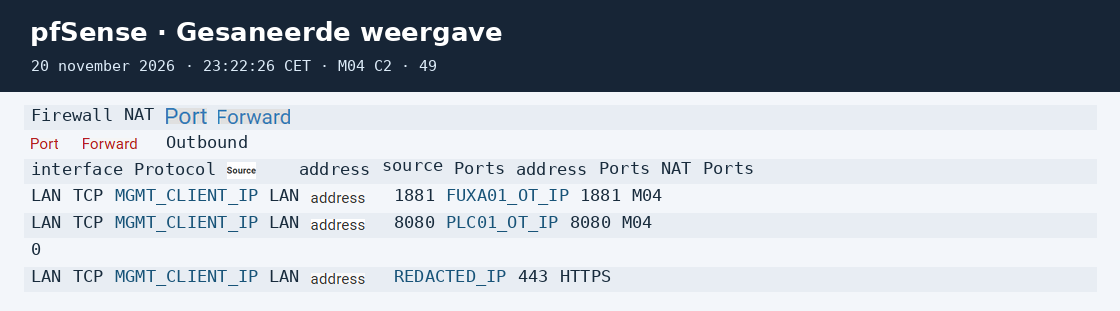 pfSense · Gesaneerde weergave
20 november 2026 · 23:22:26 CET · M04 C2 · 49
Firewall NAT Port Forward
Port Forward Outbound
interface Protocol Source address source Ports address Ports NAT Ports
LAN TCP MGMT_CLIENT_IP LAN address 1881 FUXA01_OT_IP 1881 M04
LAN TCP MGMT_CLIENT_IP LAN address 8080 PLC01_OT_IP 8080 M04
0
LAN TCP MGMT_CLIENT_IP LAN address REDACTED_IP 443 HTTPS